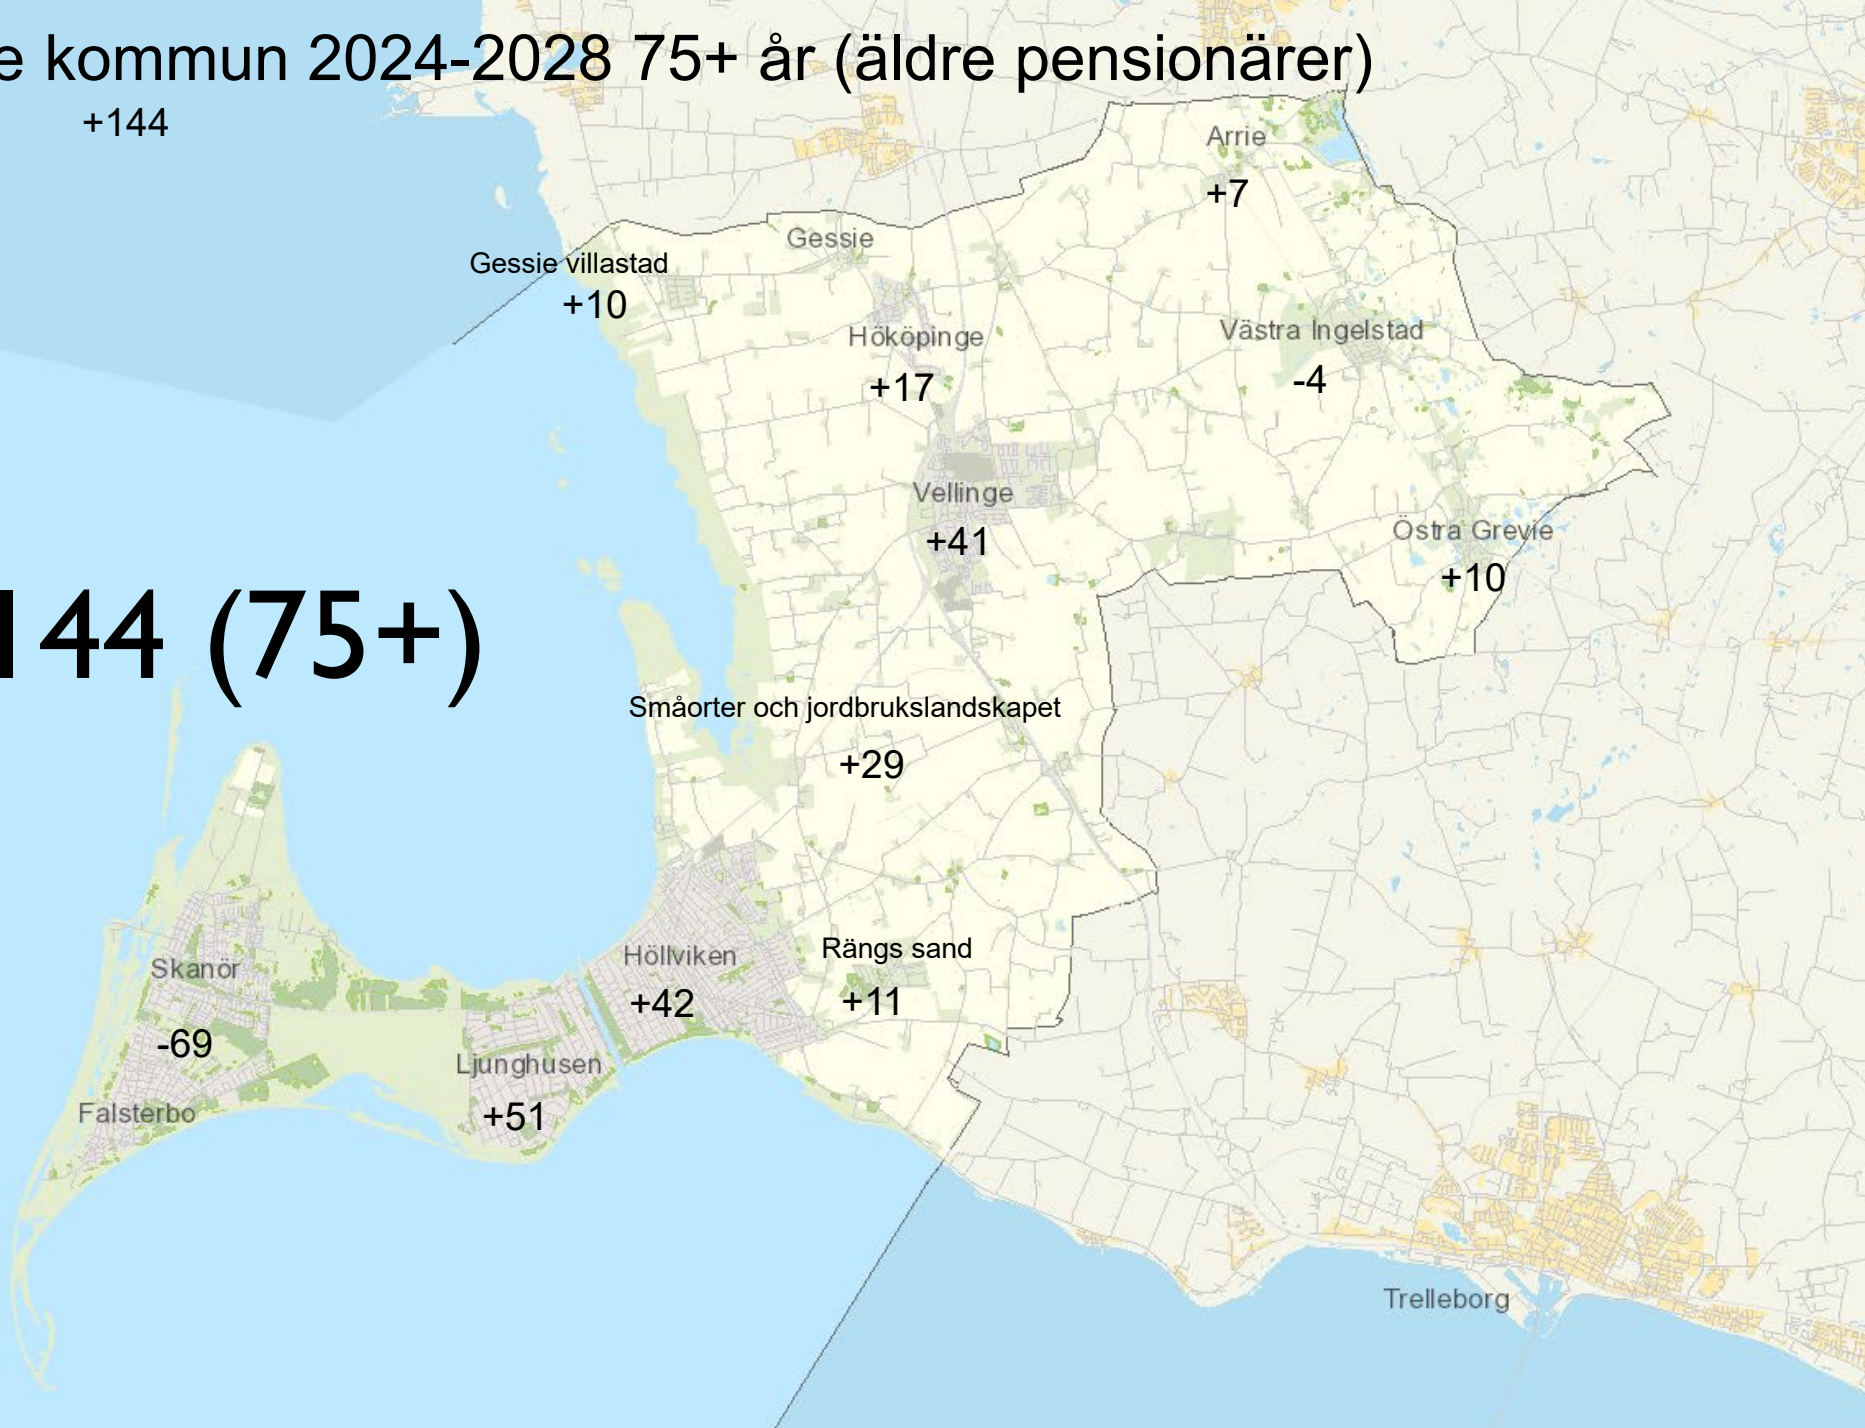 e kommun 2024-2028 75+ år (äldre pensionärer)
+144
Arrie
+7
Gessie
Gessie villastad
+10
Hököpinge
+17
Västra Ingelstad
-4
Vellinge
+41
Östra Grevie
+10
144 (75+)
Småorter och jordbrukslandskapet
+29
Skanör
-69
Höllviken
+42
Rängs sand
+11
Ljunghusen
+51
Falsterbo
Trelleborg